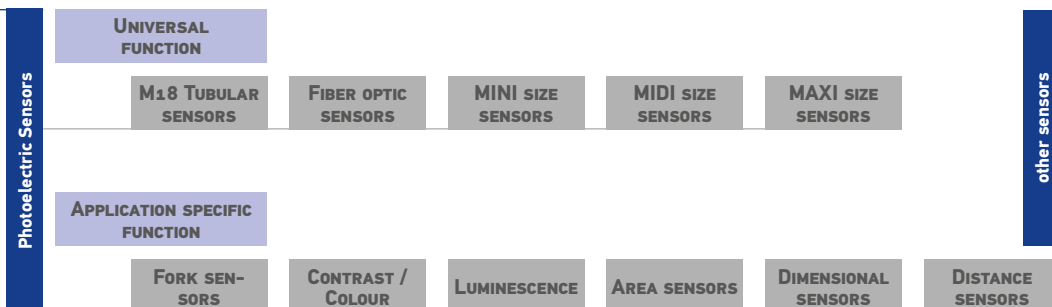 Photoelectric Sensors
Universal
function
M18 Tubular
sensors
Fiber optic
sensors
MINI size
sensors
MIDI size
sensors
MAXI size
sensors
other sensors
Application specific
function
Fork sen-
sors
Contrast /
Colour
Luminescence
Area sensors
Dimensional
sensors
Distance
sensors